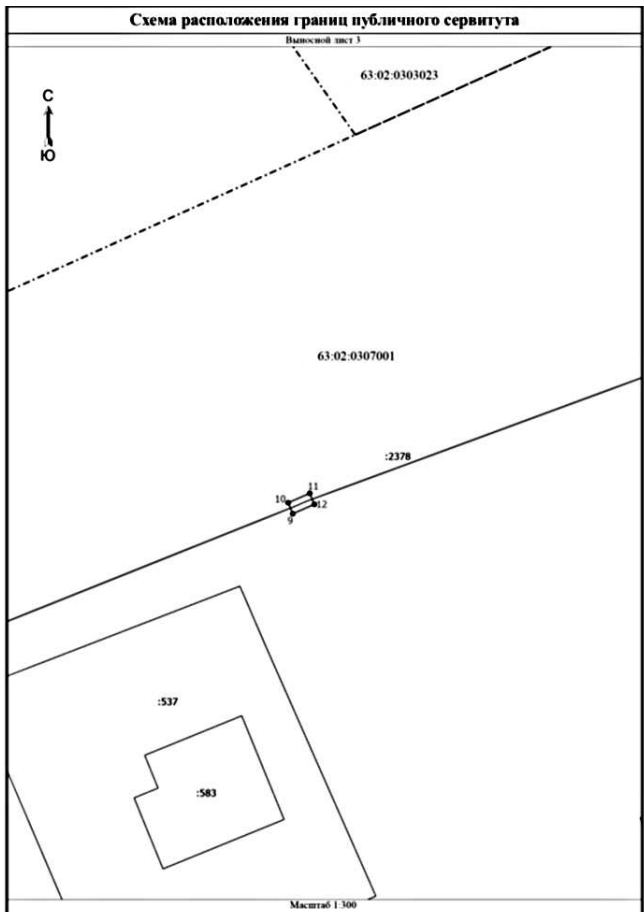 Схема расположения границ публичного сервитута
Выносной лист 3
63:02:0303023
С
Ю
63:02:0307001
:2378
11
10
12
9
:537
:583
Масштаб 1:300